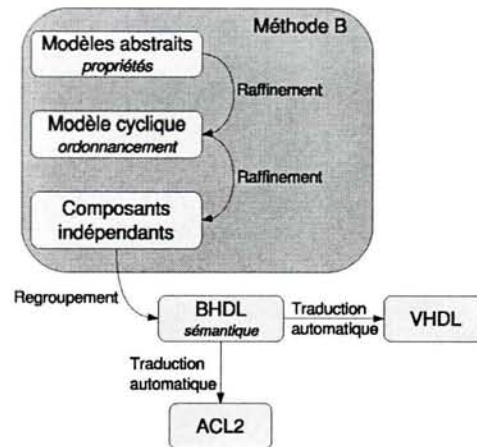 Méthode B
Modèles abstraits
propriétés
Raffinement
Modèle cyclique
ordonnancement
Raffinement
Composants
indépendants
Regroupement
BHDL
sémantique
Traduction
automatique
VHDL
Traduction
automatique
ACL2